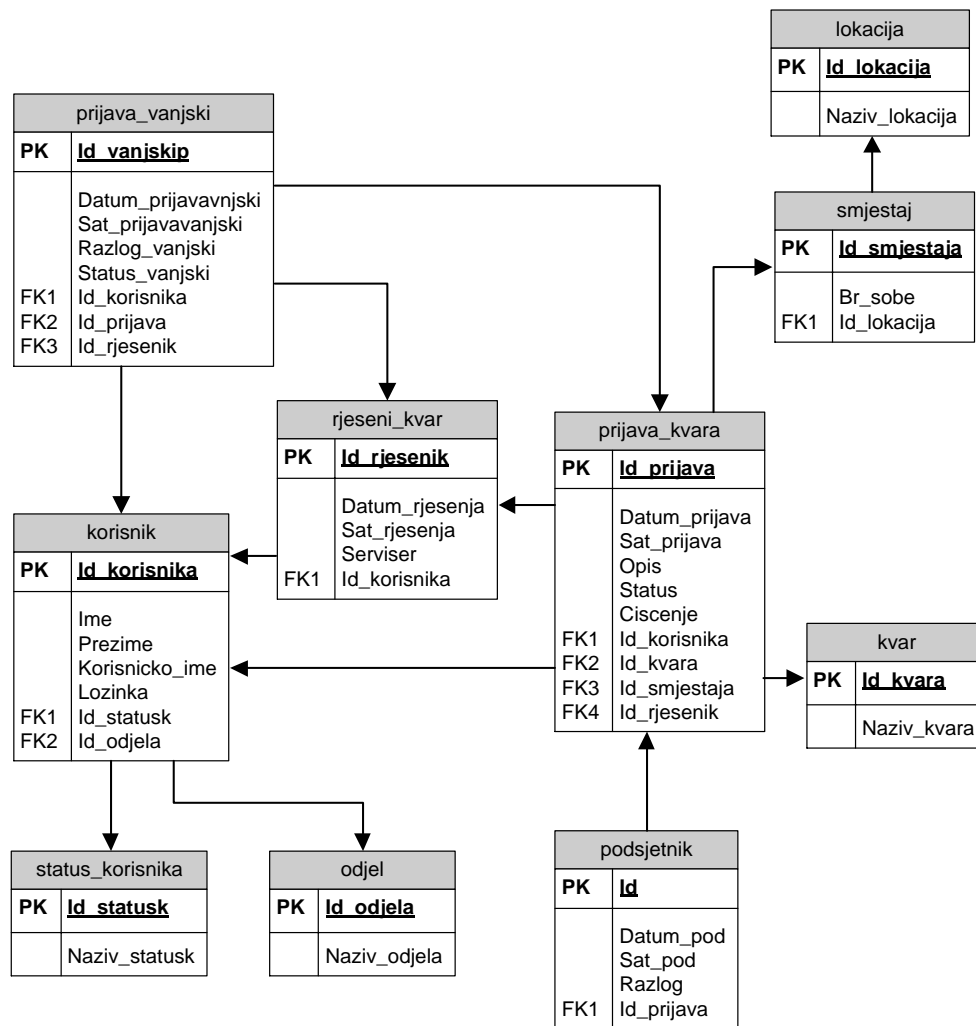 lokacija
PK Id_lokacija
Naziv_lokacija
prijava_vanjski
PK Id_vanjskip
Datum_prijavavnjski
Sat_prijavavanjski
Razlog_vanjski
Status_vanjski
FK1 Id_korisnika
FK2 Id_prijava
FK3 Id_rjesenik
smjestaj
PK Id_smjestaja
Br_sobe
FK1 Id_lokacija
rjeseni_kvar
PK Id_rjesenik
Datum_rjesenja
Sat_rjesenja
Serviser
FK1 Id_korisnika
prijava_kvara
PK Id_prijava
Datum_prijava
Sat_prijava
Opis
Status
Ciscenje
FK1 Id_korisnika
FK2 Id_kvara
FK3 Id_smjestaja
FK4 Id_rjesenik
korisnik
PK Id_korisnika
Ime
Prezime
Korisnicko_ime
Lozinka
FK1 Id_statusk
FK2 Id_odjela
kvar
PK Id_kvara
Naziv_kvara
status_korisnika
PK Id_statusk
Naziv_statusk
odjel
PK Id_odjela
Naziv_odjela
podsjetnik
PK Id
Datum_pod
Sat_pod
Razlog
FK1 Id_prijava